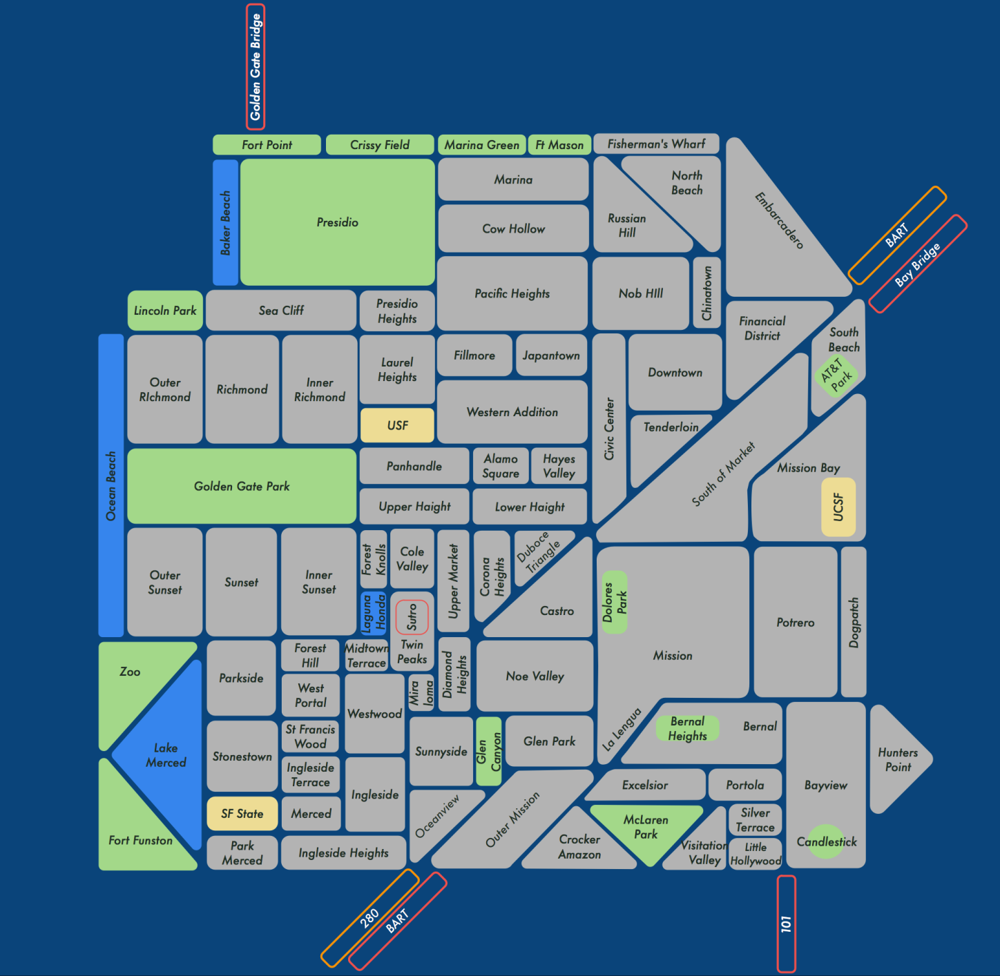 Golden Gate Bridge
Fort Point
Crissy Field
Marina Green
Ft Mason
Fisherman's Wharf
Baker Beach
Presidio
Marina
Cow Hollow
Russian
Hill
North
Beach
Embarcadero
BART
Bay Bridge
Lincoln Park
Sea Cliff
Presidio
Heights
Pacific Heights
Nob HIll
Chinatown
Financial
District
South
Beach
AT&T
Park
Ocean Beach
Outer
RIchmond
Richmond
Inner
Richmond
Laurel
Heights
USF
Fillmore
Japantown
Western Addition
Civic Center
Downtown
Tenderloin
South of Market
Mission Bay
UCSF
Golden Gate Park
Panhandle
Alamo
Square
Hayes
Valley
Upper Height
Lower Haight
Outer
Sunset
Sunset
Inner
Sunset
Forest
Knolls
Cole
Valley
Upper Market
Corona
Heights
Duboce
Triangle
Castro
Laguna
Honda
Sutro
Twin
Peaks
Dolores
Park
Mission
La Lengua
Potrero
Dogpatch
Zoo
Lake
Merced
Fort Funston
Parkside
Forest
Hill
Midtown
Terrace
West
Portal
Westwood
Mira
loma
Diamond
Heights
Noe Valley
Stonestown
St Francis
Wood
Ingleside
Terrace
Ingleside
Sunnyside
Glen
Canyon
Glen Park
Bernal
Heights
Bernal
Bayview
Hunters
Point
SF State
Merced
Park
Merced
Ingleside Heights
Oceanview
Outer Mission
Excelsior
Portola
Crocker
Amazon
McLaren
Park
Visitation
Valley
Silver
Terrace
Little
Hollywood
Candlestick
280
BART
101